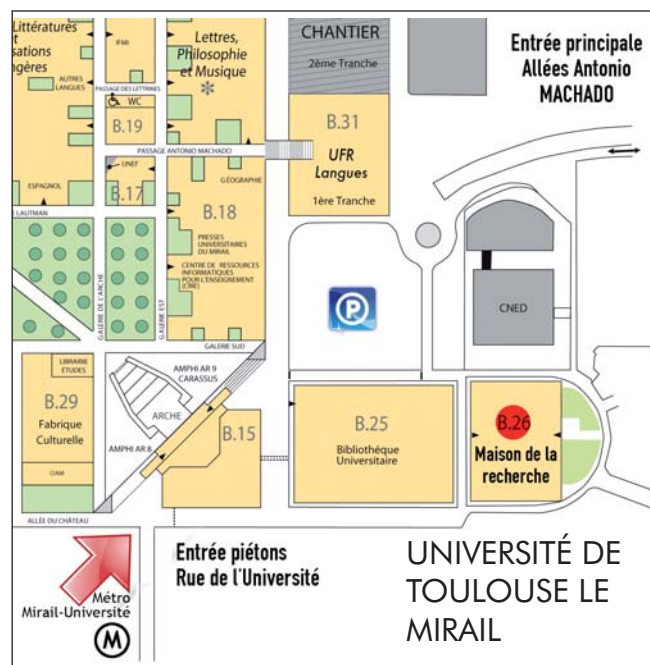 Littératures
et
isations
ngères
AUTRES
LANGUES
IFMI
PASSAGE DES LETTRINES
WC
B.19
Lettres,
Philosophie
et Musique
*
CHANTIER
2ème Tranche
Entrée principale
Allées Antonio
MACHADO
PASSAGE ANTONIO MACHADO
B.31
UFR
Langues
1ère Tranche
UNEF
B.17
ESPAGNOL
LAUTMAN
GÉOGRAPHIE
B.18
PRESSES
UNIVERSITAIRES
DU MIRAIL
CENTRE DE RESSOURCES
INFORMATIQUES
POUR L'ENSEIGNEMENT
(CRIE)
GALERIE DE L'ARCHE
GALERIE EST
GALERIE SUD
P
CNED
LIBRAIRIE
ETUDES
B.29
Fabrique
Culturelle
CIAM
AMPHI AR 9
CARASSUS
ARCHE
AMPHI AR 8
B.15
B.25
Bibliothéque
Universitaire
B.26
Maison de la
recherche
ALLÉE DU CHÂTEAU
Entrée piétons
Rue de l'Université
Métro
Mirail-Université
M
UNIVERSITÉ DE
TOULOUSE LE
MIRAIL